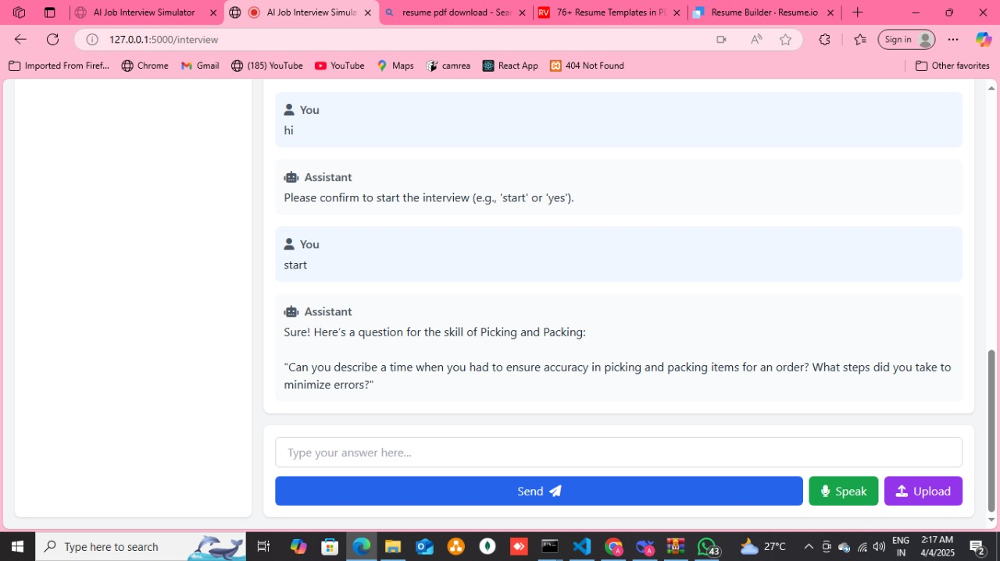 AI Job Interview Simulator
AI Job Interview Simula
resume pdf download - Sea
RV
76+ Resume Templates in P
Resume Builder · Resume.io
127.0.0.1:5000/interview
Sign in
Imported From Firef...
Chrome
Gmail
(185) YouTube
YouTube
Maps
camrea
React App
404 Not Found
Other favorites
You
hi
Assistant
Please confirm to start the interview (e.g., 'start' or 'yes').
You
start
Assistant
Sure! Here's a question for the skill of Picking and Packing:
"Can you describe a time when you had to ensure accuracy in picking and packing items for an order? What steps did you take to
minimize errors?"
Type your answer here...
Send
Speak
Upload
Type here to search
43
27°C
ENG
IN
2:17 AM
4/4/2025
2